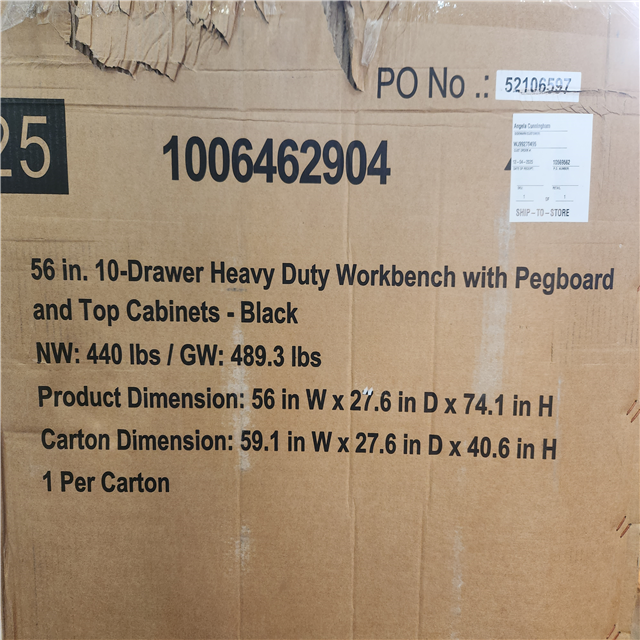 PO No .: 52106597
Angela Cunningham
25
1006462904
SHIP-TO-STORE
56 in. 10-Drawer Heavy Duty Workbench with Pegboard
and Top Cabinets - Black
NW: 440 lbs / GW: 489.3 lbs
Product Dimension: 56 in W x 27.6 in D x 74.1 in H
Carton Dimension: 59.1 in W x 27.6 in D x 40.6 in H
1 Per Carton